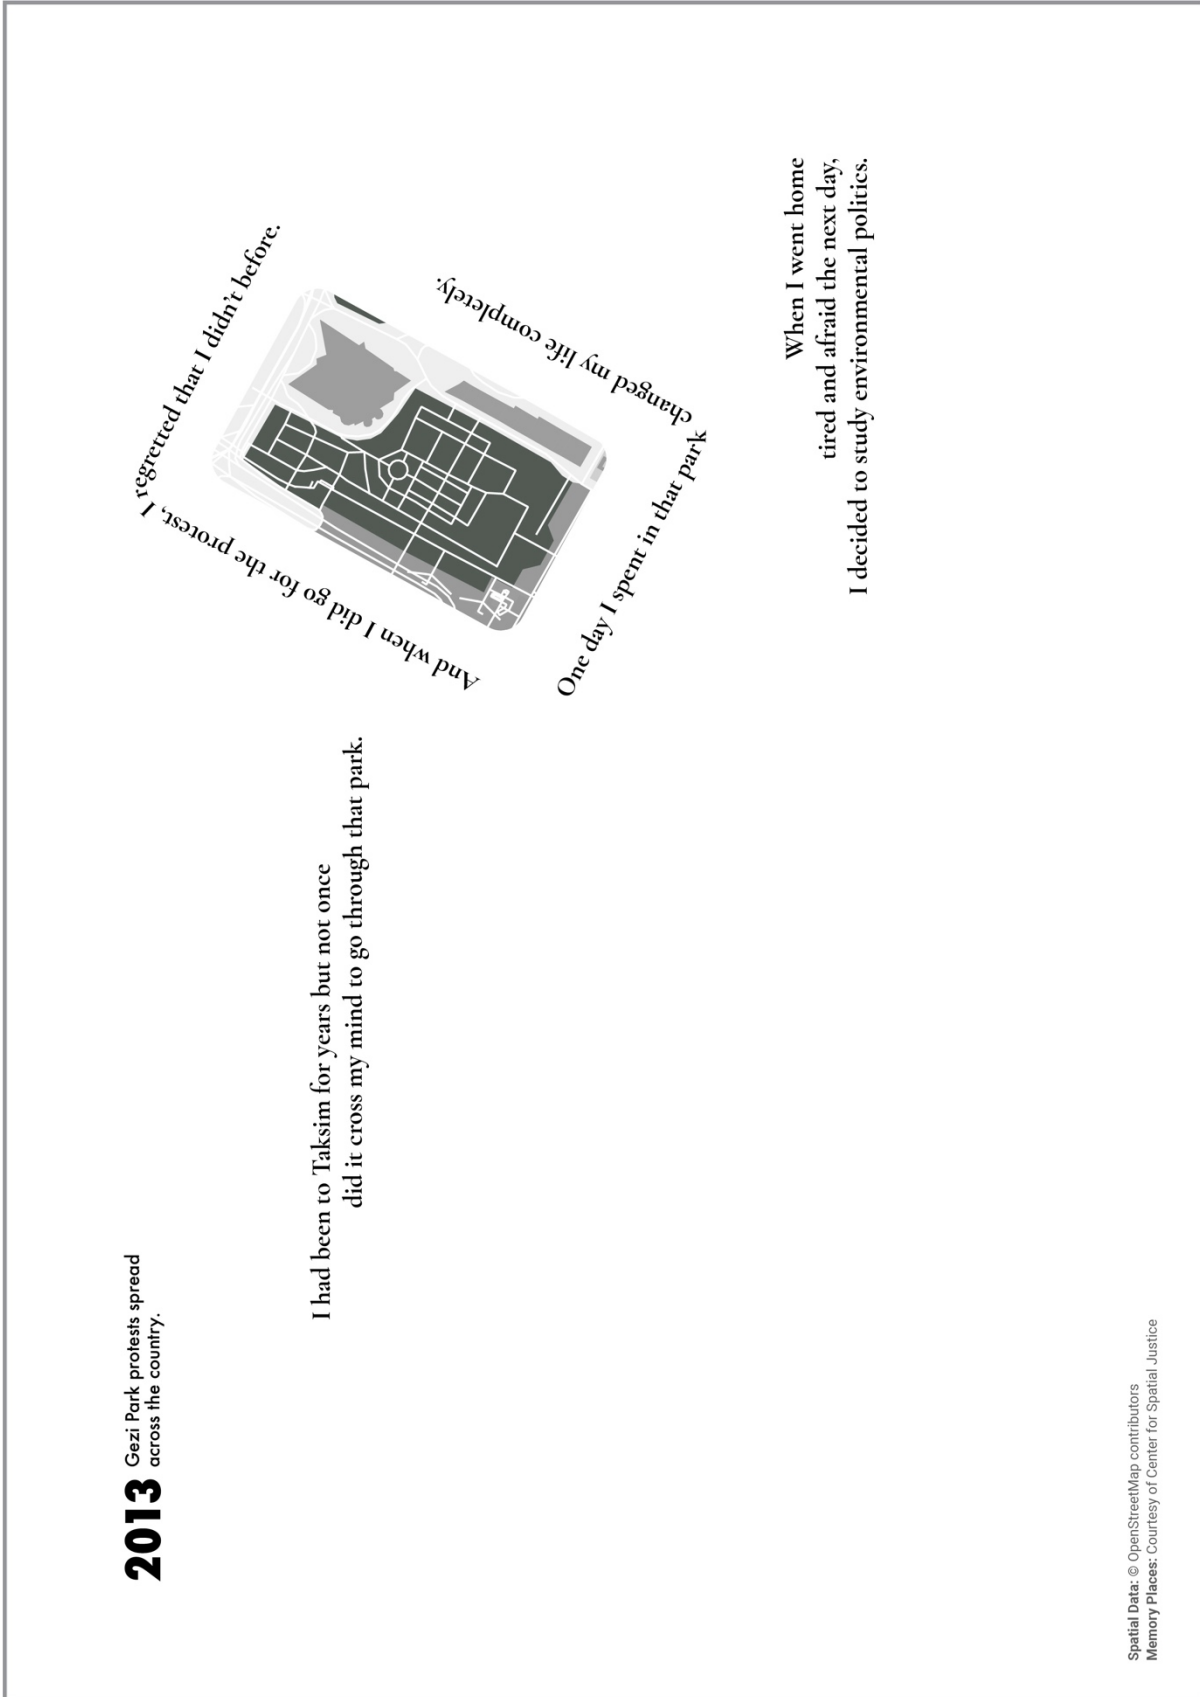 2013
Gezi Park protests spread
across the country.
I had been to Taksim for years but not once
did it cross my mind to go through that park.
And when I did go for the protest, I
regretted that I didn't before.
One day I spent in that park
changed my life completely.
When I went home
tired and afraid the next day,
I decided to study environmental politics.
Spatial Data: © OpenStreetMap contributors
Memory Places: Courtesy of Center for Spatial Justice